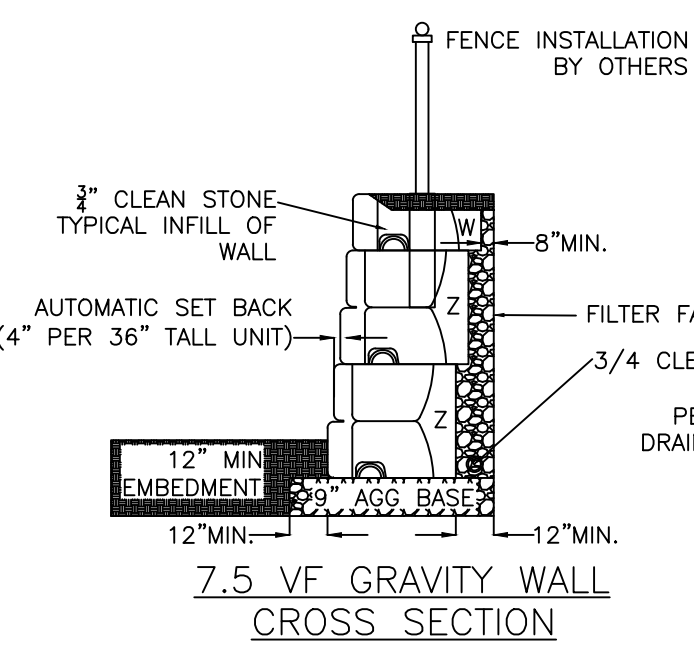 FENCE INSTALLATION
BY OTHERS
3/4" CLEAN STONE
TYPICAL INFILL OF
WALL
W
8"MIN.
AUTOMATIC SET BACK
(4" PER 36" TALL UNIT)
Z
FILTER FA
3/4 CLE
Z
PE
DRAI
12" MIN
EMBEDMENT
9" AGG BASE
12"MIN.
12"MIN.
7.5 VF GRAVITY WALL
CROSS SECTION